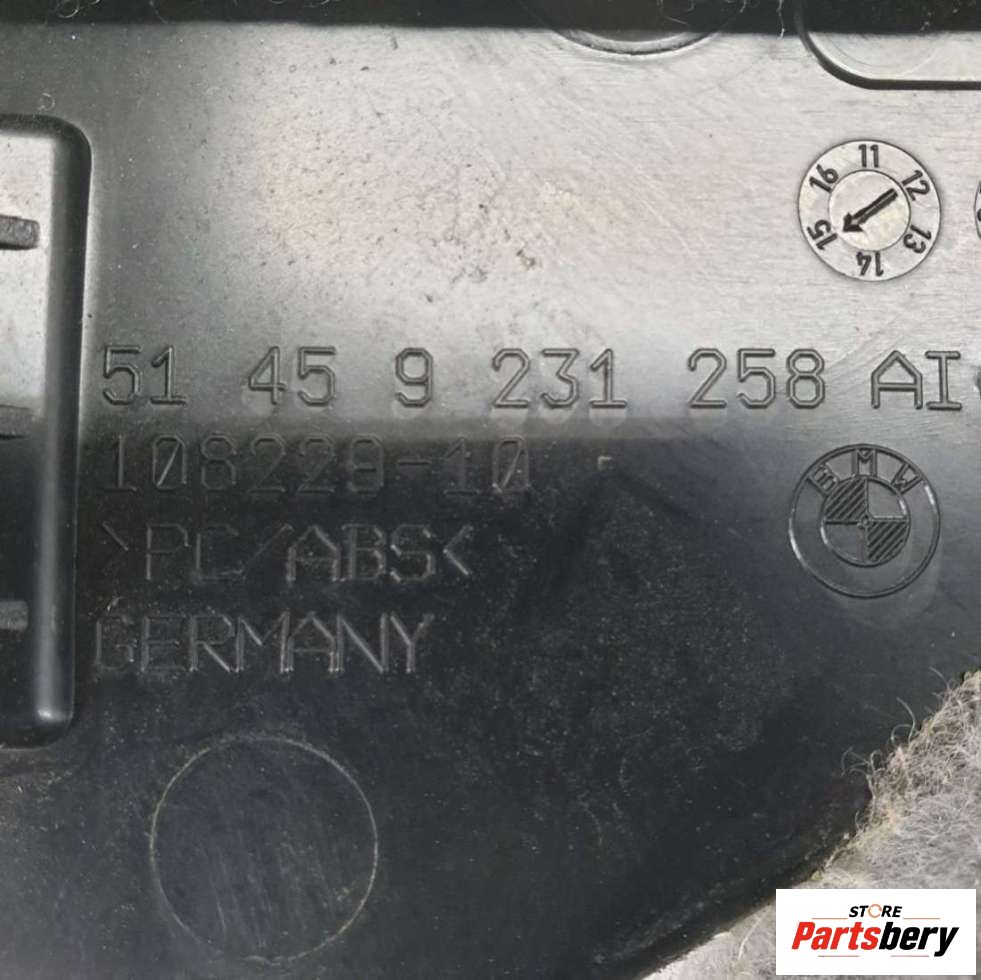 11
12
13
14
15
16
51 45 9 231 258 AI
108229-10
BMW
>PC/ABS<
GERMANY
STORE
Partsbery